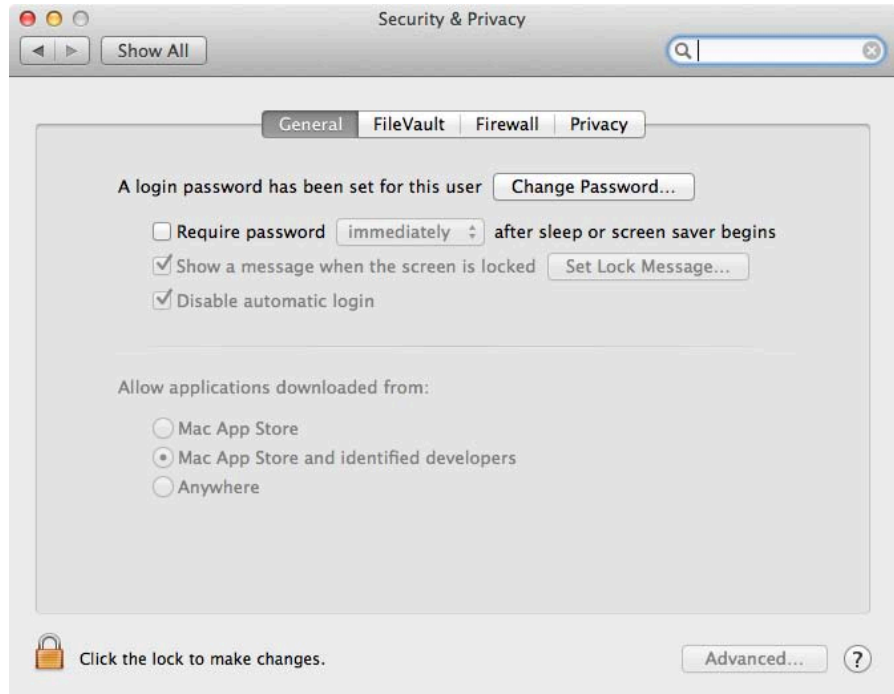 Security & Privacy
Show All
General FileVault Firewall Privacy
A login password has been set for this user Change Password...
Require password immediately after sleep or screen saver begins
Show a message when the screen is locked Set Lock Message...
Disable automatic login
Allow applications downloaded from:
Mac App Store
Mac App Store and identified developers
Anywhere
Click the lock to make changes. Advanced... ?